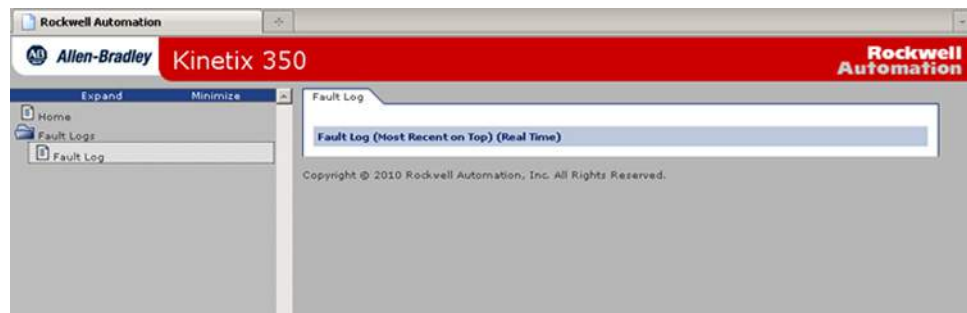 Rockwell Automation
AB Allen-Bradley
Kinetix 350
Rockwell
Automation
Expand Minimize
Home
Fault Logs
Fault Log
Fault Log
Fault Log (Most Recent on Top) (Real Time)
Copyright © 2010 Rockwell Automation, Inc. All Rights Reserved.